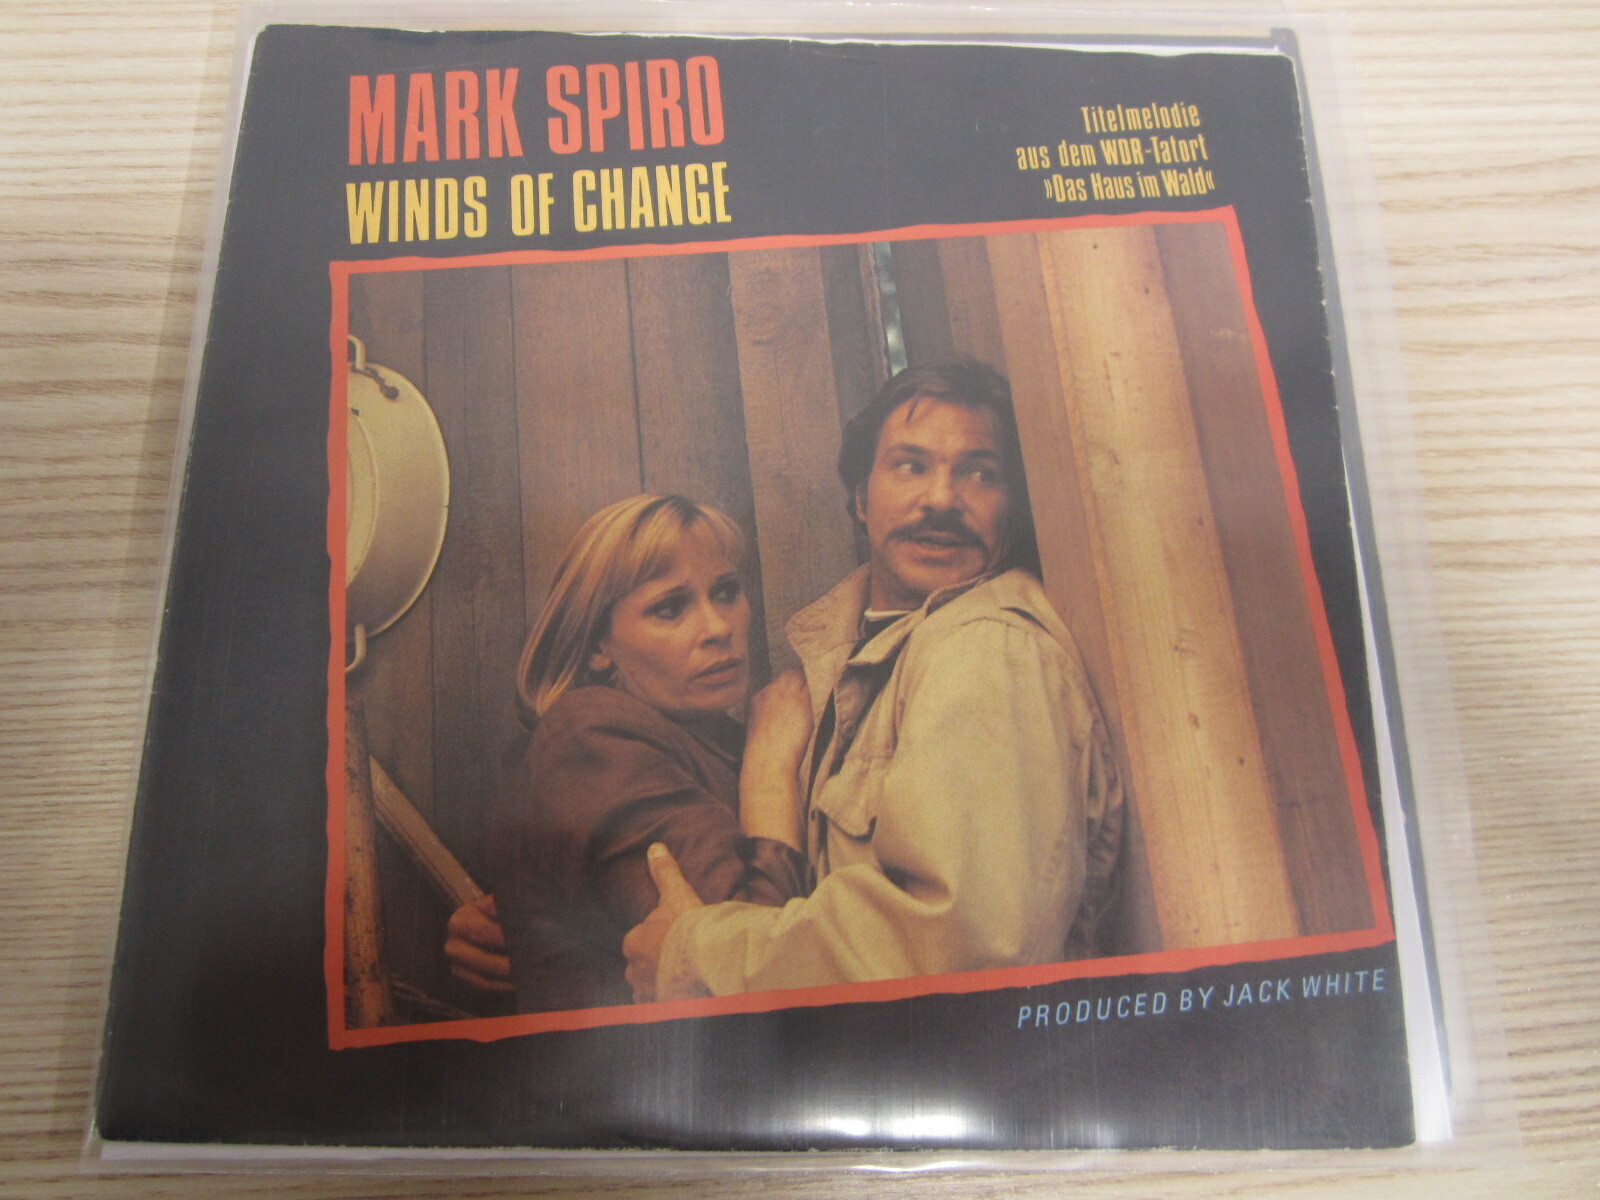 MARK SPIRO
WINDS OF CHANGE
Titelmelodie
aus dem WDR-Tatort
»Das Haus im Wald«
PRODUCED BY JACK WHITE